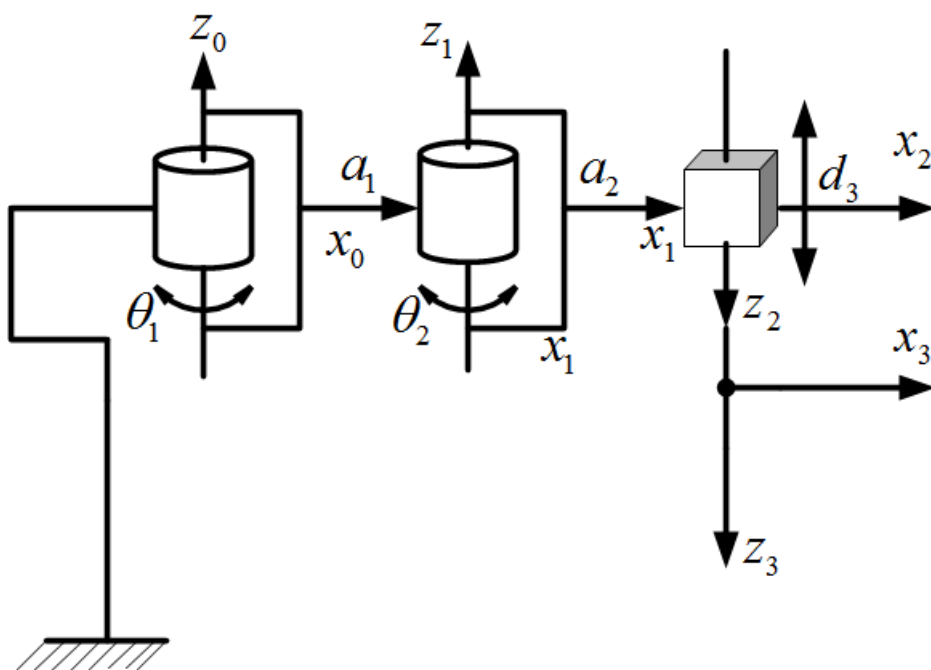 z₀
z₁
a₁
a₂
d₃
x₂
x₀
x₁
θ₁
θ₂
z₂
x₁
x₃
z₃